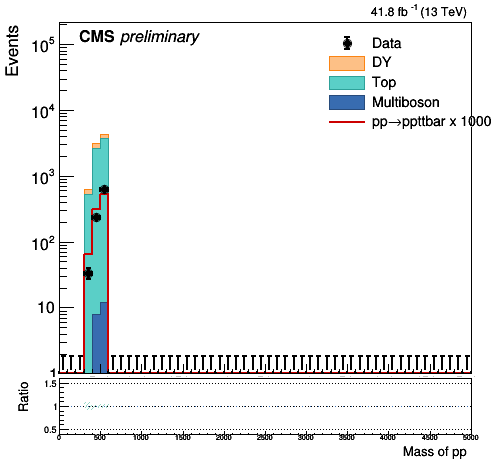 41.8 fb⁻¹ (13 TeV)
CMS preliminary
Events
Data
DY
Top
Multiboson
pp→ppttbar x 1000
10⁵
10⁴
10³
10²
10
1
Ratio
1.5
1
0.5
0 500 1000 1500 2000 2500 3000 3500 4000 4500 5000
Mass of pp